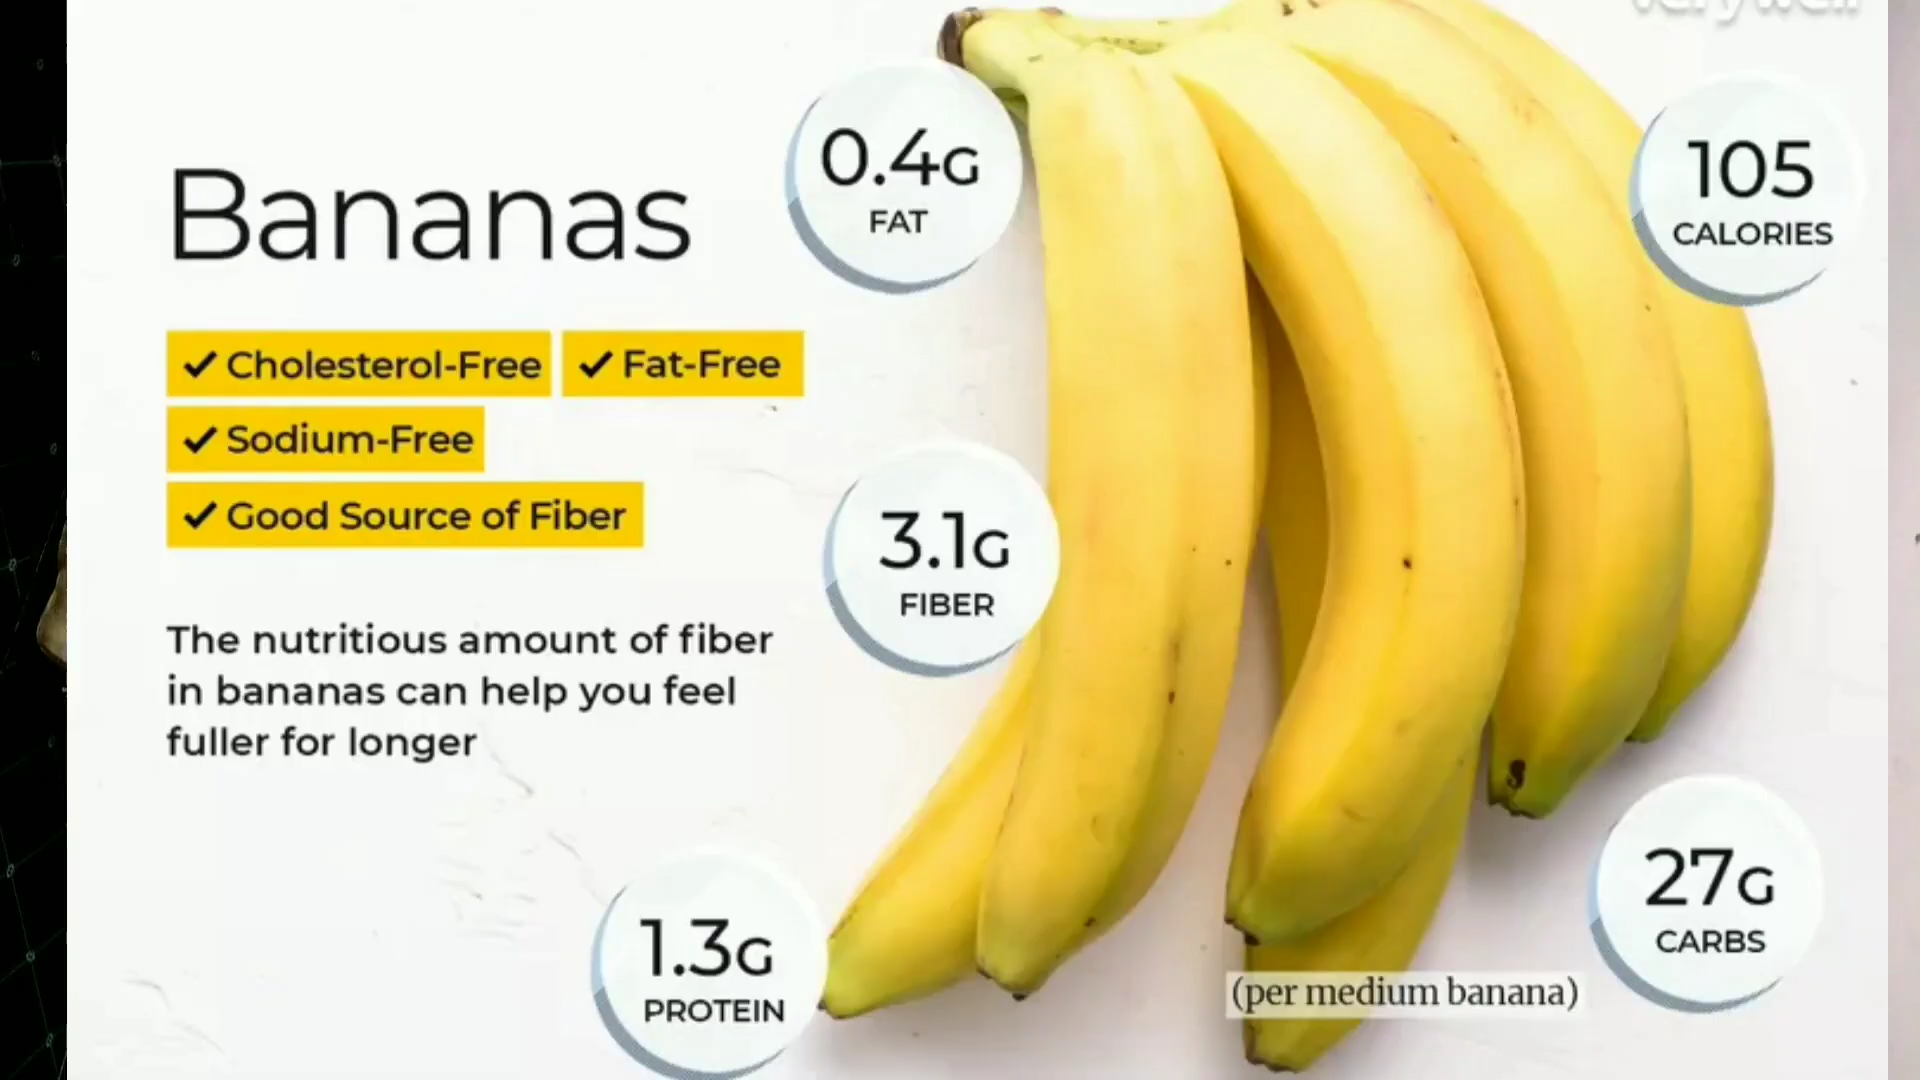 Bananas
✓ Cholesterol-Free ✓ Fat-Free
✓ Sodium-Free
✓ Good Source of Fiber
The nutritious amount of fiber
in bananas can help you feel
fuller for longer
0.4G
FAT
105
CALORIES
3.1G
FIBER
1.3G
PROTEIN
27G
CARBS
(per medium banana)